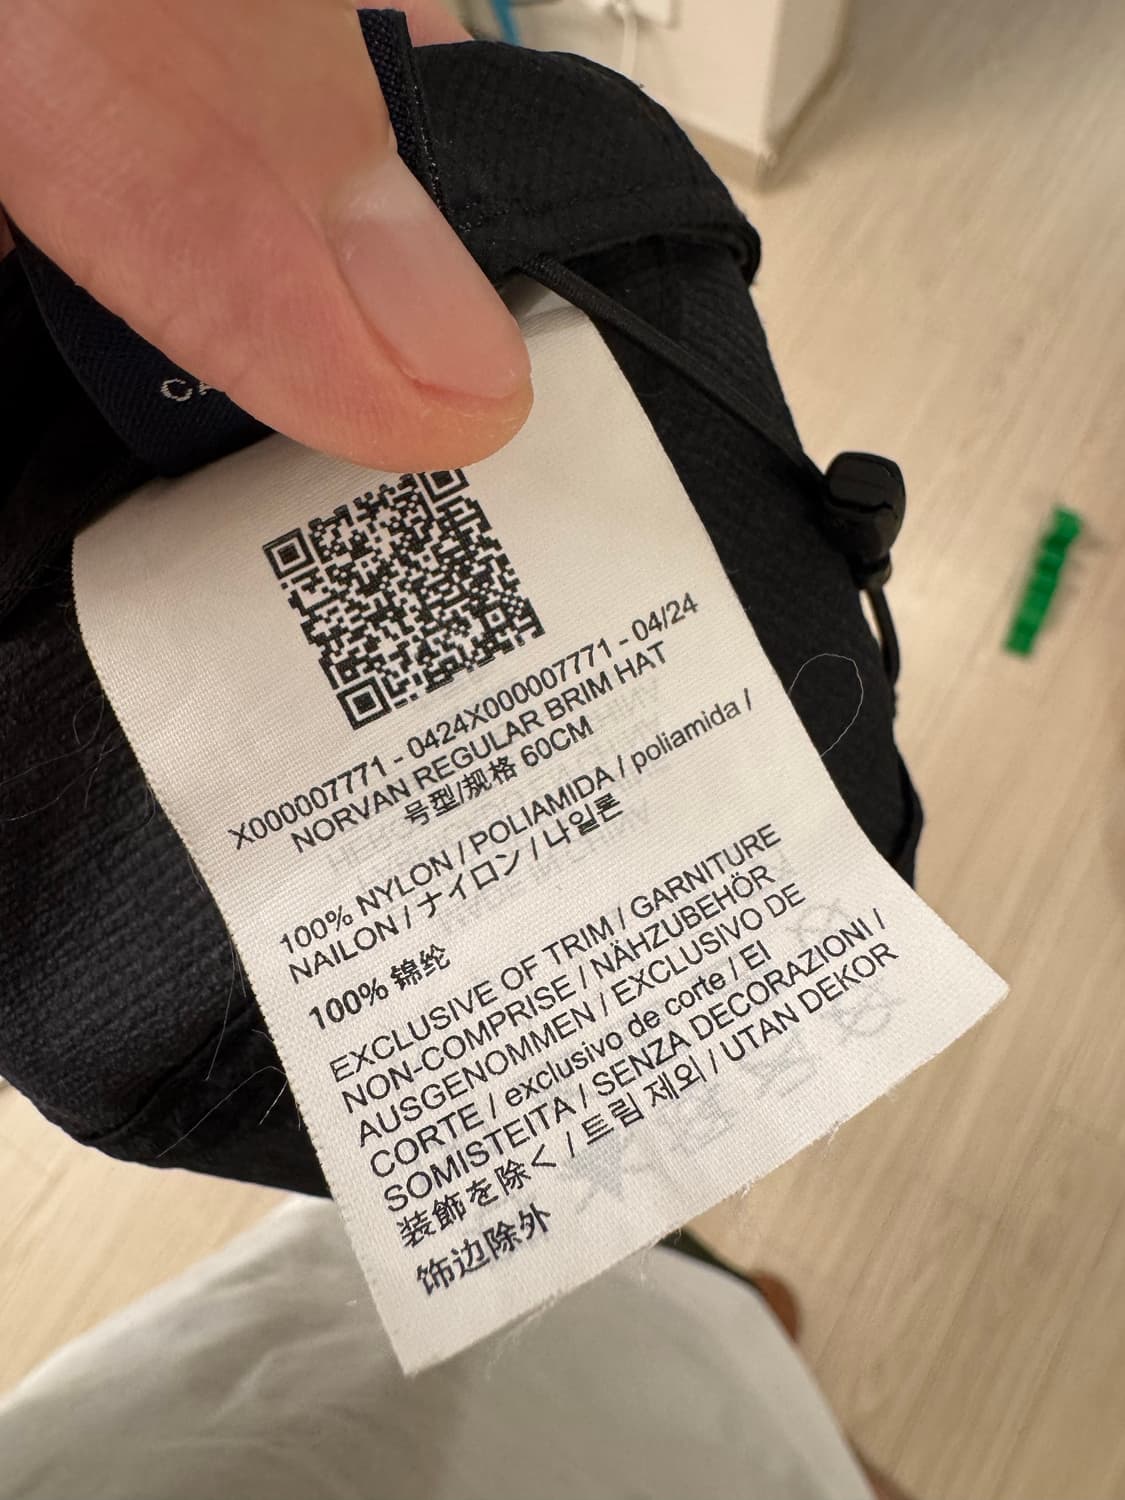 X000007771 - 0424X000007771 - 04/24
NORVAN REGULAR BRIM HAT
号型/规格 60CM
100% NYLON / POLIAMIDA / poliamida /
NAILON / ナイロン / 나일론
100% 锦纶
EXCLUSIVE OF TRIM / GARNITURE
NON-COMPRISE / NÄHZUBEHÖR
AUSGENOMMEN / EXCLUSIVO DE
CORTE / exclusivo de corte / EI
SOMISTEITA / SENZA DECORAZIONI /
装飾を除く / 트림 제외 / UTAN DEKOR
饰边除外